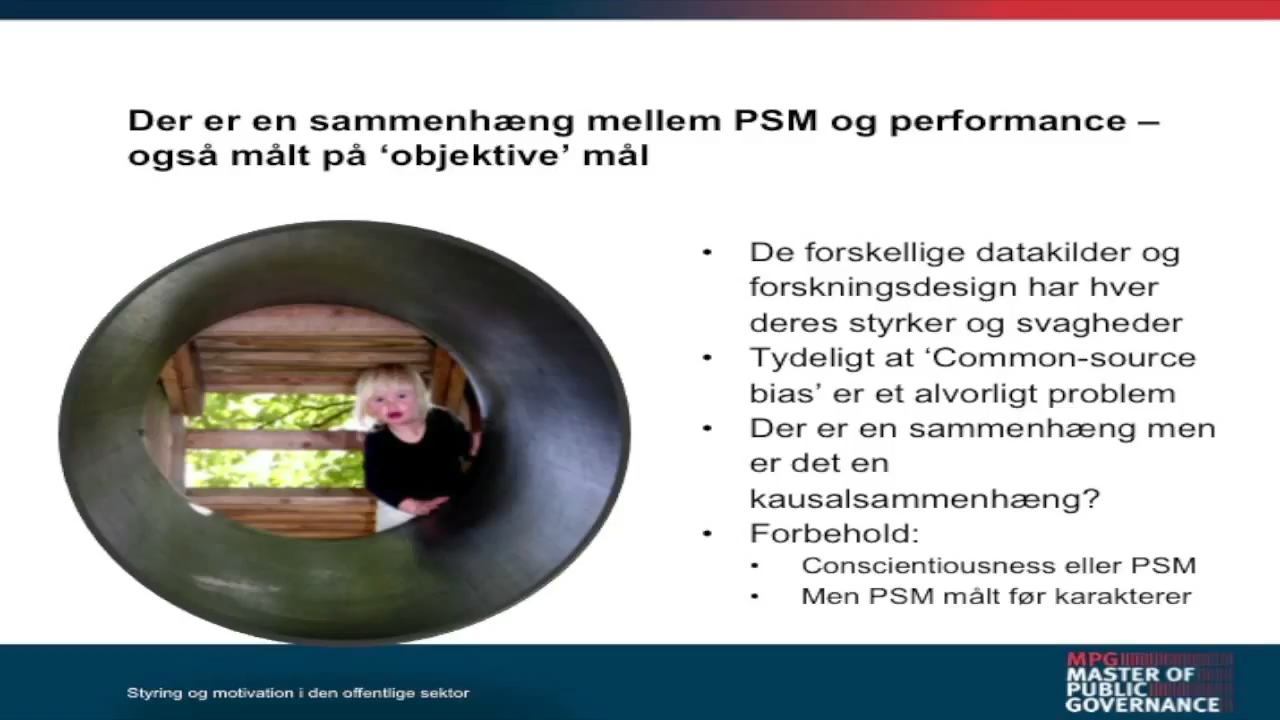 Der er en sammenhæng mellem PSM og performance –
også målt på ‘objektive’ mål
• De forskellige datakilder og
forskningsdesign har hver
deres styrker og svagheder
• Tydeligt at ‘Common-source
bias’ er et alvorligt problem
• Der er en sammenhæng men
er det en
kausalsammenhæng?
• Forbehold:
• Conscientiousness eller PSM
• Men PSM målt før karakterer
Styring og motivation i den offentlige sektor
MPG
MASTER OF
PUBLIC
GOVERNANCE